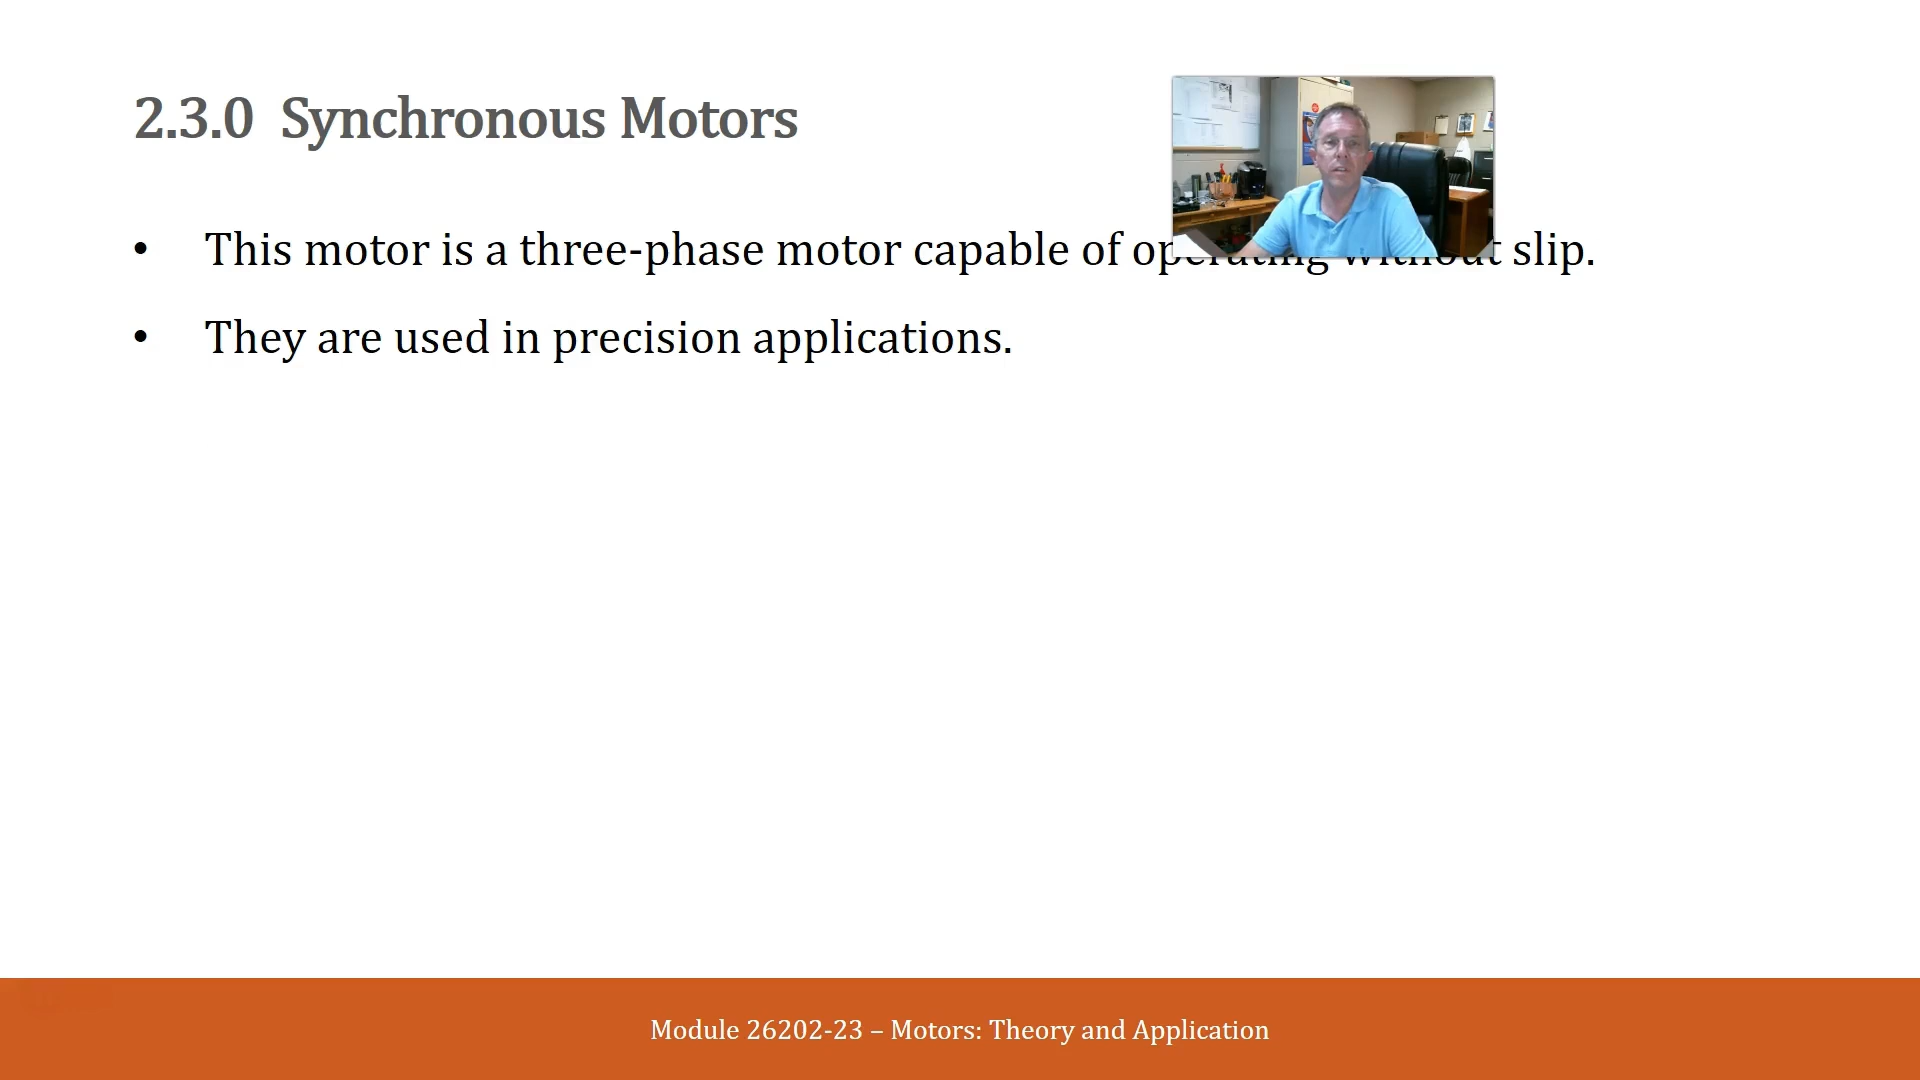 2.3.0 Synchronous Motors
• This motor is a three-phase motor capable of operating without slip.
• They are used in precision applications.
Module 26202-23 – Motors: Theory and Application